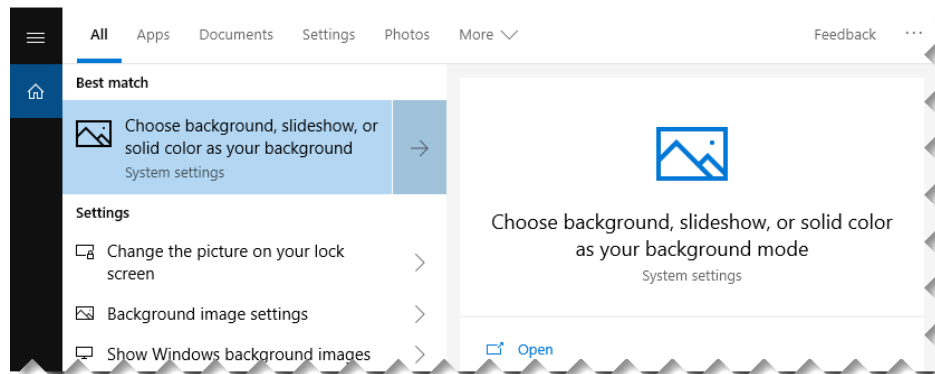 All Apps Documents Settings Photos More Feedback ...
Best match
Choose background, slideshow, or
solid color as your background
System settings
Settings
Change the picture on your lock
screen
Background image settings
Show Windows background images
Choose background, slideshow, or solid color
as your background mode
System settings
Open